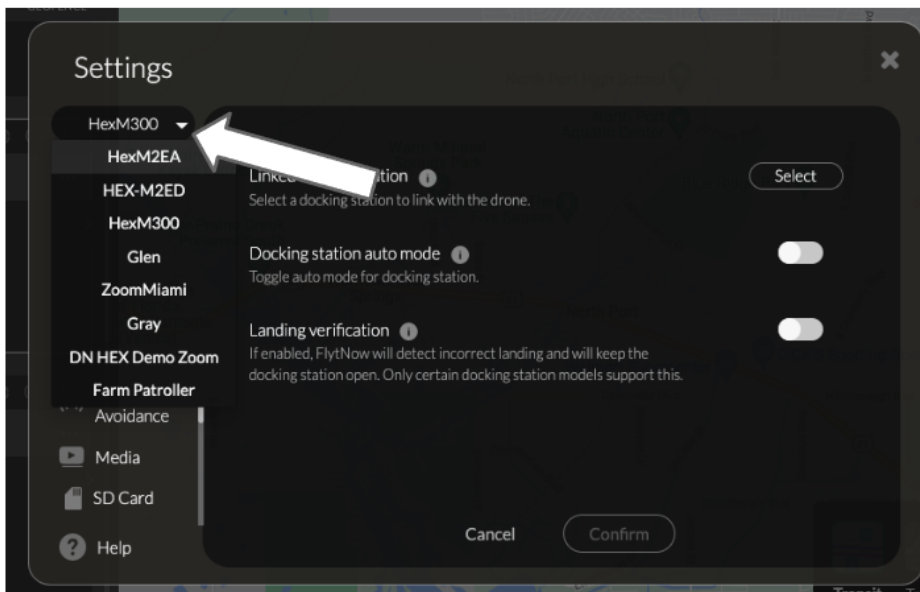 GEOFENCE
Settings
HexM300
HexM2EA
HEX-M2ED
HexM300
Glen
ZoomMiami
Gray
DN HEX Demo Zoom
Farm Patroller
Avoidance
Media
SD Card
Help
Linked
Select a docking station to link with the drone.
Select
Docking station auto mode
Toggle auto mode for docking station.
Landing verification
If enabled, FlytNow will detect incorrect landing and will keep the
docking station open. Only certain docking station models support this.
Cancel
Confirm
Transit